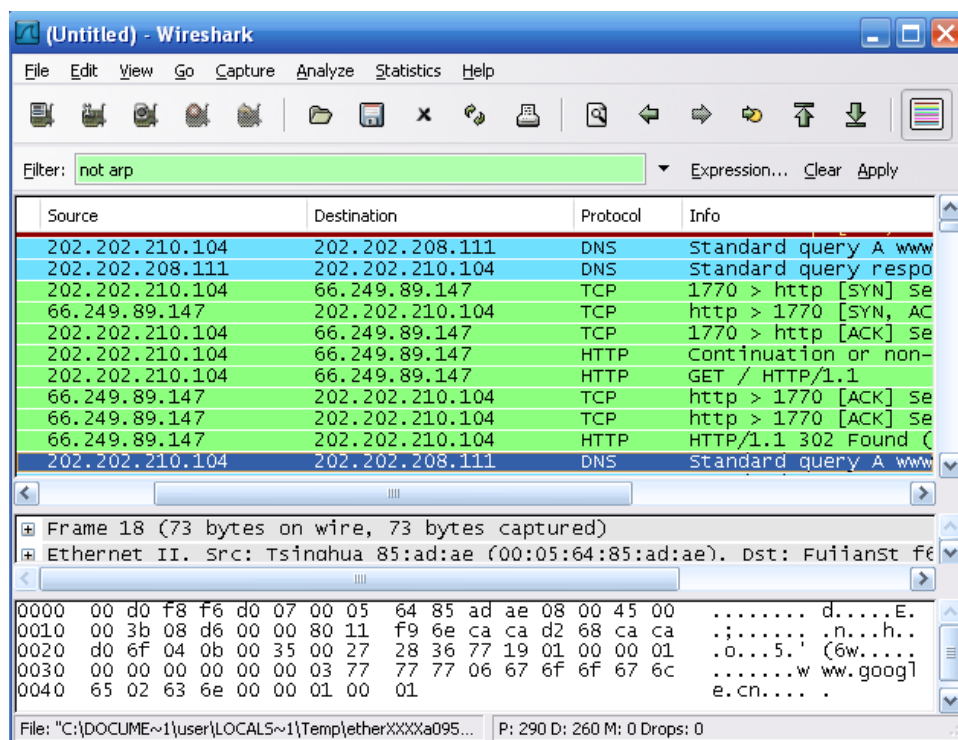 (Untitled) - Wireshark
File Edit View Go Capture Analyze Statistics Help
Filter: not arp Expression... Clear Apply
Source Destination Protocol Info
202.202.210.104 202.202.208.111 DNS Standard query A www
202.202.208.111 202.202.210.104 DNS Standard query respo
202.202.210.104 66.249.89.147 TCP 1770 > http [SYN] Se
66.249.89.147 202.202.210.104 TCP http > 1770 [SYN, AC
202.202.210.104 66.249.89.147 TCP 1770 > http [ACK] Se
202.202.210.104 66.249.89.147 HTTP Continuation or non-
202.202.210.104 66.249.89.147 HTTP GET / HTTP/1.1
66.249.89.147 202.202.210.104 TCP http > 1770 [ACK] Se
66.249.89.147 202.202.210.104 TCP http > 1770 [ACK] Se
66.249.89.147 202.202.210.104 HTTP HTTP/1.1 302 Found (
202.202.210.104 202.202.208.111 DNS Standard query A www
Frame 18 (73 bytes on wire, 73 bytes captured)
Ethernet II, Src: Tsinghua_85:ad:ae (00:05:64:85:ad:ae), Dst: FujianSt_f6
0000 00 d0 f8 f6 d0 07 00 05 64 85 ad ae 08 00 45 00 ........ d.....E.
0010 00 3b 08 d6 00 00 80 11 f9 6e ca ca d2 68 ca ca .;...... .n...h..
0020 d0 6f 04 0b 00 35 00 27 28 36 77 19 01 00 00 01 .o...5.' (6w.....
0030 00 00 00 00 00 00 03 77 77 77 06 67 6f 6f 67 6c .......w ww.googl
0040 65 02 63 6e 00 00 01 00 01 e.cn.... .
File: "C:\DOCUME~1\user\LOCALS~1\Temp\etherXXXXa095... P: 290 D: 260 M: 0 Drops: 0